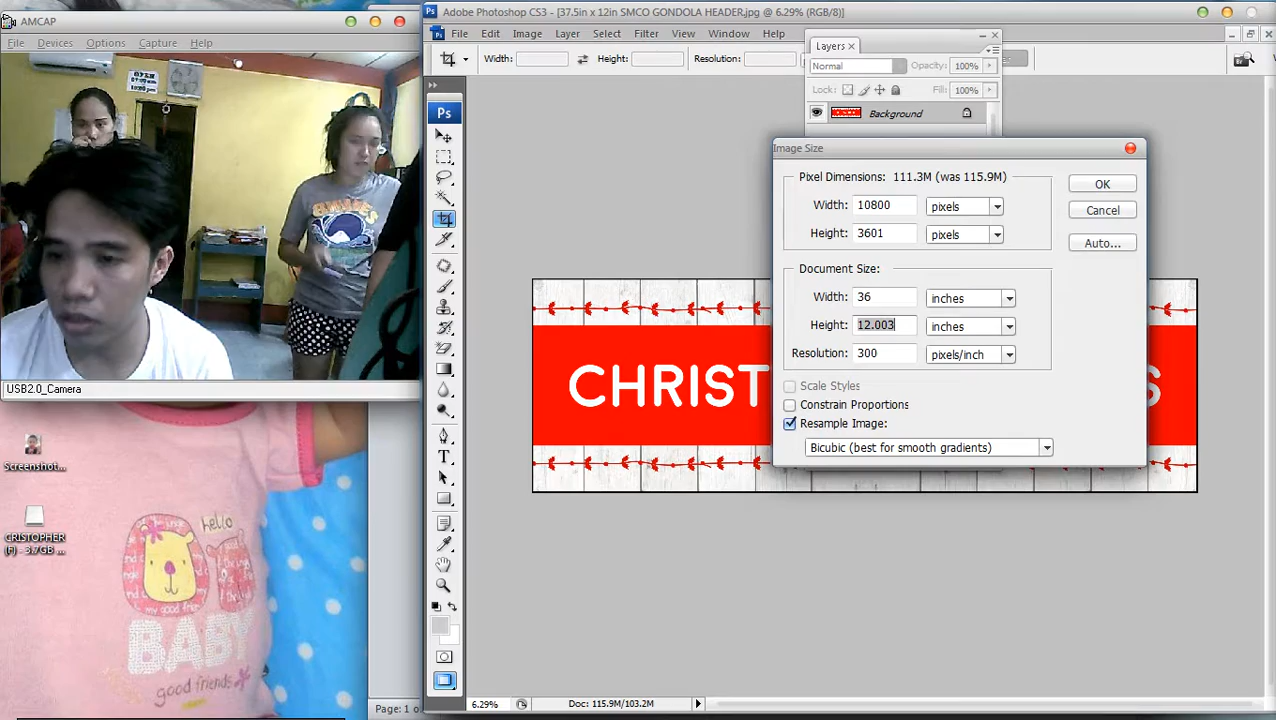 AMCAP
File Devices Options Capture Help
USB2.0_Camera
Screenshot...
CRISTOPHER
(F) - 3.7GB ...
hello
BABY
good friends
Page: 1 o
Adobe Photoshop CS3 - [37.5in x 12in SMCO GONDOLA HEADER.jpg @ 6.29% (RGB/8)]
File Edit Image Layer Select Filter View Window Help
Width: Height: Resolution:
Ps
Layers x
Normal Opacity: 100%
Lock: Fill: 100%
Background
Image Size
Pixel Dimensions: 111.3M (was 115.9M)
Width: 10800 pixels
Height: 3601 pixels
OK
Cancel
Auto...
Document Size:
Width: 36 inches
Height: 12.003 inches
Resolution: 300 pixels/inch
Scale Styles
Constrain Proportions
Resample Image:
Bicubic (best for smooth gradients)
CHRIST S
6.29% Doc: 115.9M/103.2M